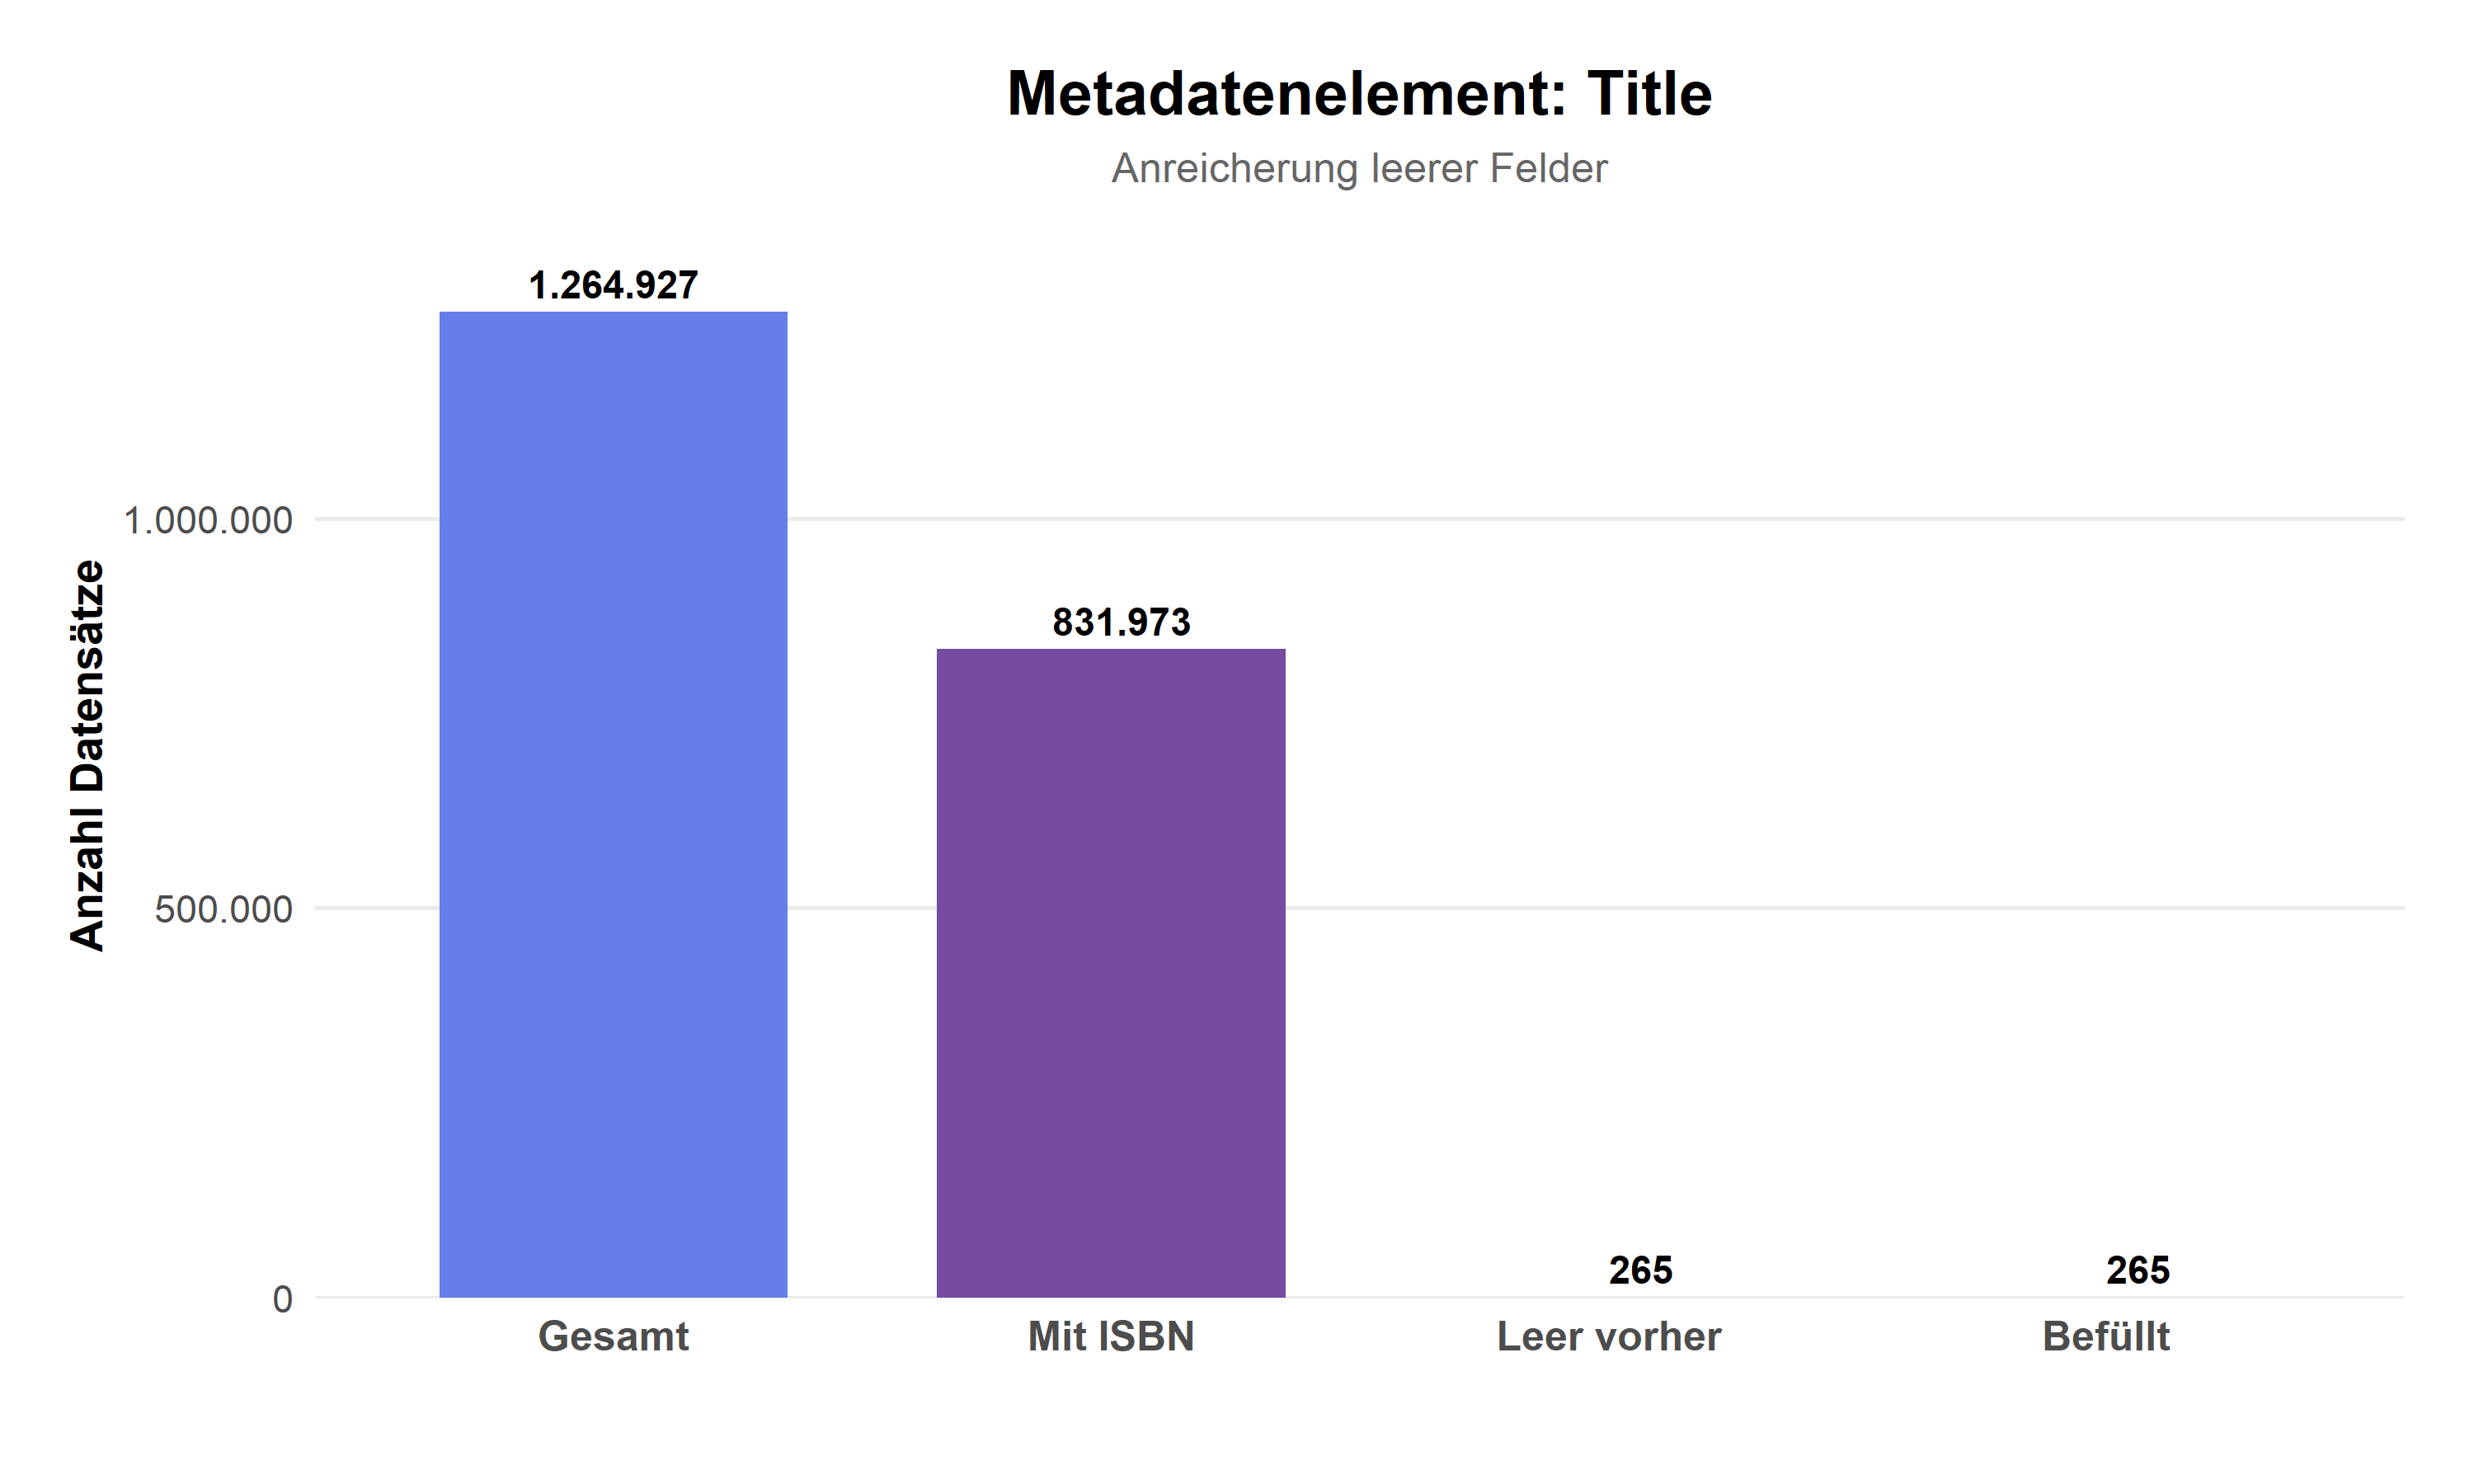 Metadatenelement: Title
Anreicherung leerer Felder
Anzahl Datensätze
1.000.000
500.000
0
1.264.927
831.973
265
265
Gesamt
Mit ISBN
Leer vorher
Befüllt